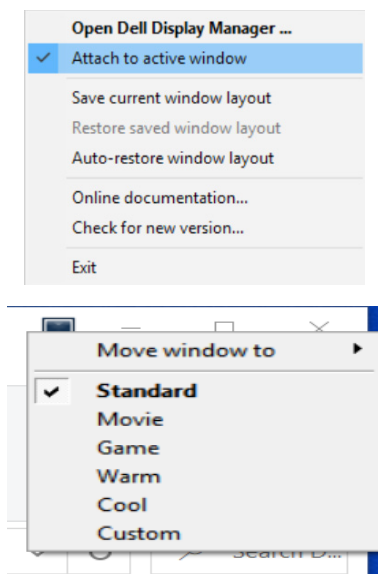 Open Dell Display Manager ...
Attach to active window
Save current window layout
Restore saved window layout
Auto-restore window layout
Online documentation...
Check for new version...
Exit
Move window to
Standard
Movie
Game
Warm
Cool
Custom
Search D...